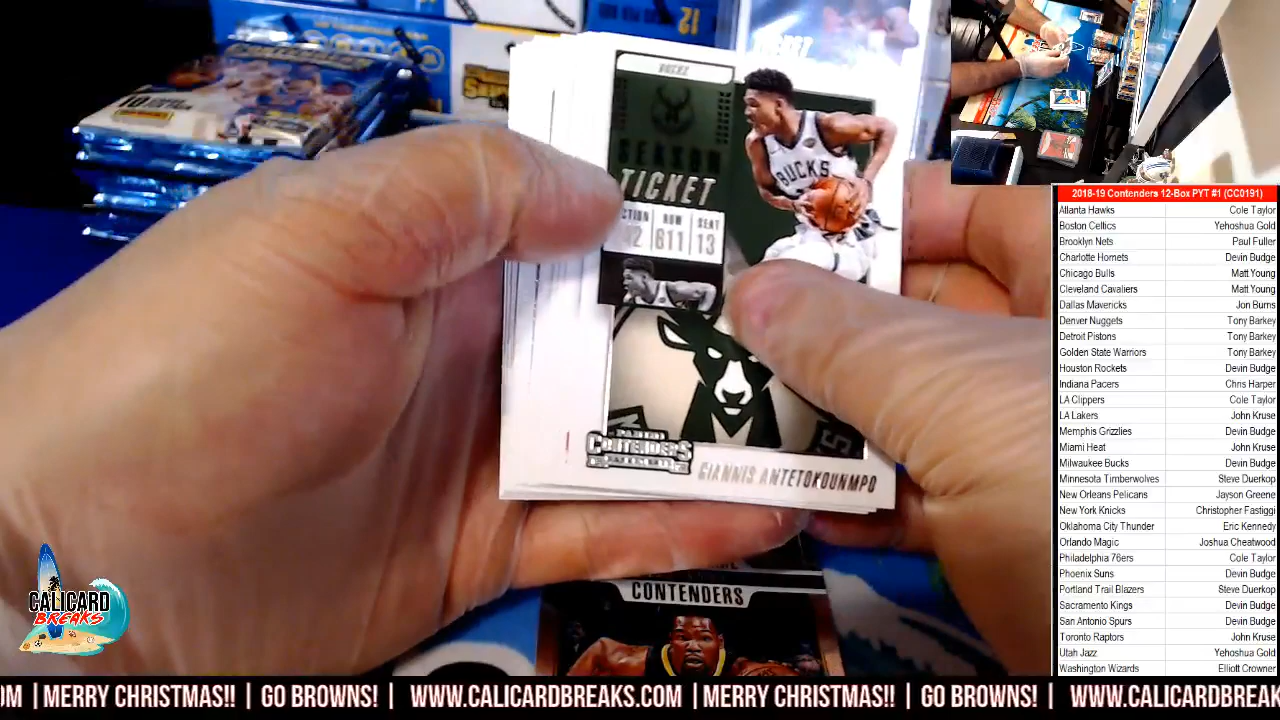 12
BUCKS
SEASON
TICKET
ROW
SEAT
611
13
BUCKS
PANINI
CONTENDERS
GIANNIS ANTETOKOUNMPO
CONTENDERS
10
CALICARD
BREAKS
2018-19 Contenders 12-Box PYT #1 (CC0191)
Atlanta Hawks Cole Taylor
Boston Celtics Yehoshua Gold
Brooklyn Nets Paul Fuller
Charlotte Hornets Devin Budge
Chicago Bulls Matt Young
Cleveland Cavaliers Matt Young
Dallas Mavericks Jon Burns
Denver Nuggets Tony Barkey
Detroit Pistons Tony Barkey
Golden State Warriors Tony Barkey
Houston Rockets Devin Budge
Indiana Pacers Chris Harper
LA Clippers Cole Taylor
LA Lakers John Kruse
Memphis Grizzlies Devin Budge
Miami Heat John Kruse
Milwaukee Bucks Devin Budge
Minnesota Timberwolves Steve Duerkop
New Orleans Pelicans Jayson Greene
New York Knicks Christopher Fastiggi
Oklahoma City Thunder Eric Kennedy
Orlando Magic Joshua Cheatwood
Philadelphia 76ers Cole Taylor
Phoenix Suns Devin Budge
Portland Trail Blazers Steve Duerkop
Sacramento Kings Devin Budge
San Antonio Spurs Devin Budge
Toronto Raptors John Kruse
Utah Jazz Yehoshua Gold
Washington Wizards Elliott Crowner
OM | MERRY CHRISTMAS!! | GO BROWNS! | WWW.CALICARDBREAKS.COM | MERRY CHRISTMAS!! | GO BROWNS! | WWW.CALICARDBREAK